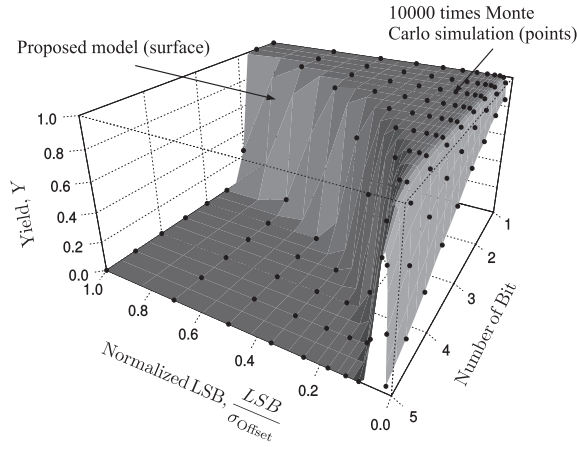 10000 times Monte
Carlo simulation (points)
Proposed model (surface)
Yield, Y
1.0
0.8
0.6
0.4
0.2
0.0
1.0
0.8
0.6
0.4
0.2
0.0
Normalized LSB, LSB
σOffset
1
2
3
4
5
Number of Bit